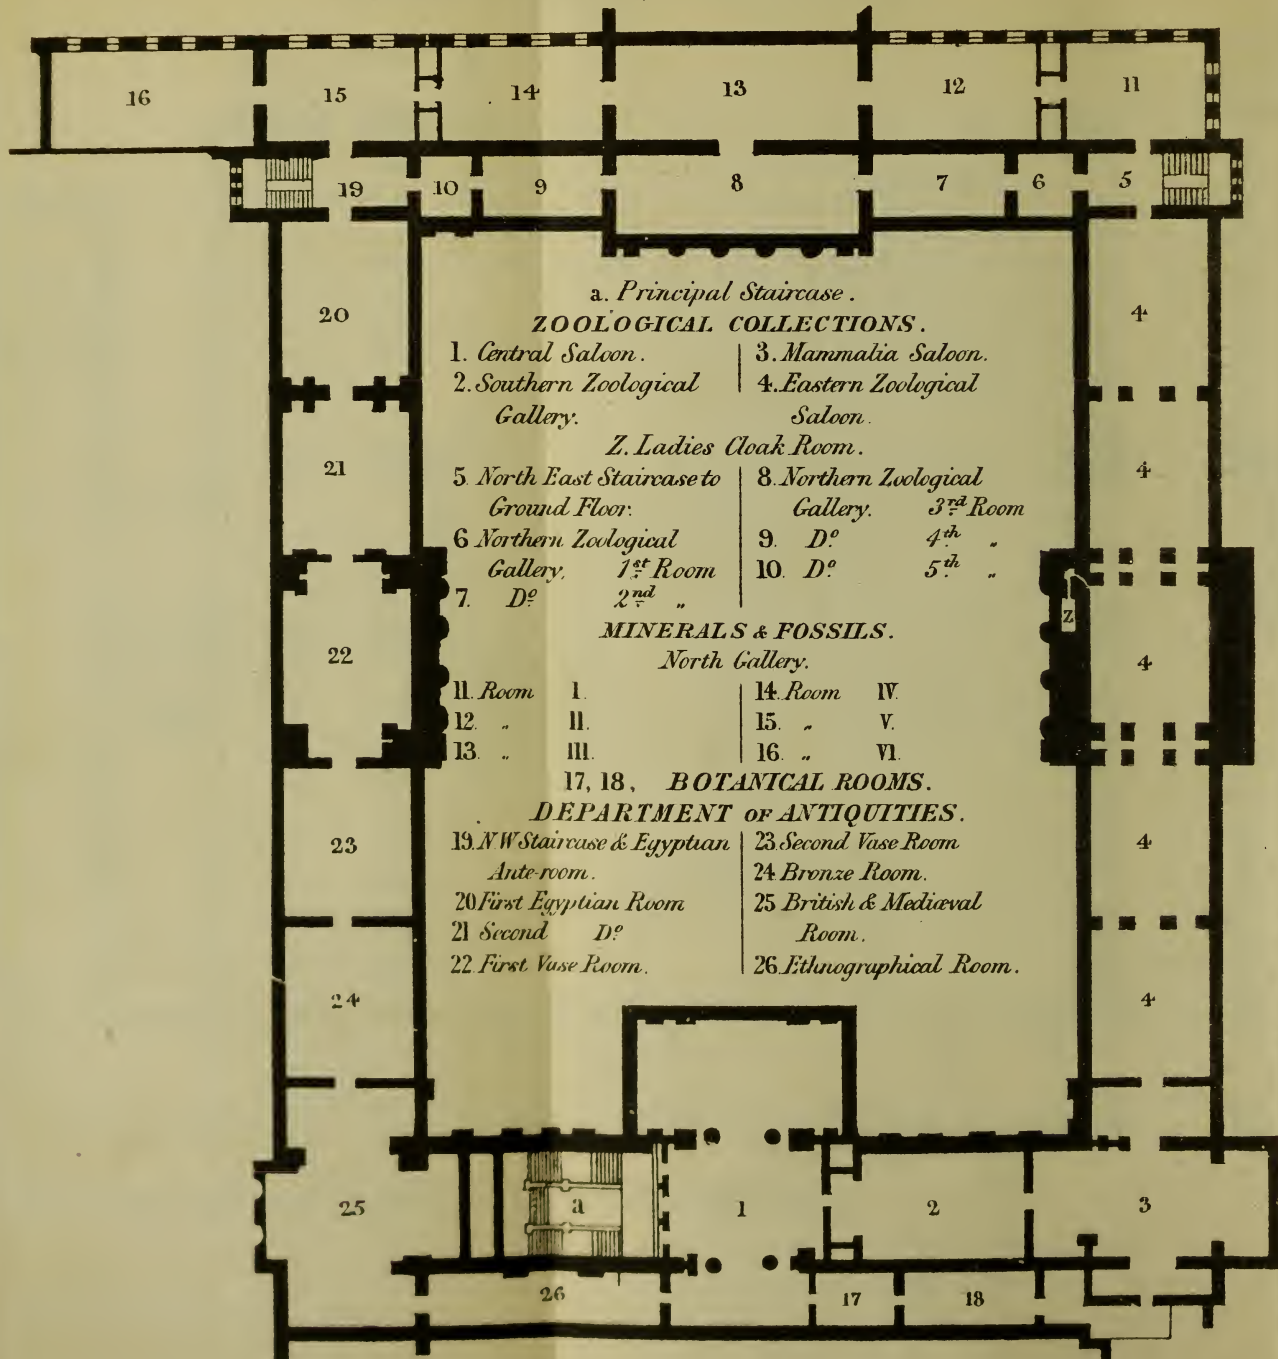 16 15 14 13 12 11
19 10 9 8 7 6 5
20 4
21 4
22 4
23 4
24 4
25 a 1 2 3
26 17 18
Z
a. Principal Staircase.
ZOOLOGICAL COLLECTIONS.
1. Central Saloon.
2. Southern Zoological
Gallery.
3. Mammalia Saloon.
4. Eastern Zoological
Saloon.
Z. Ladies Cloak Room.
5. North East Staircase to
Ground Floor.
6 Northern Zoological
Gallery. 1st Room
7. Do 2nd „
8. Northern Zoological
Gallery. 3rd Room
9. Do 4th „
10. Do 5th „
MINERALS & FOSSILS.
North Gallery.
11. Room I.
12. „ II.
13. „ III.
14. Room IV.
15. „ V.
16. „ VI.
17, 18, BOTANICAL ROOMS.
DEPARTMENT OF ANTIQUITIES.
19. N W Staircase & Egyptian
Ante-room.
20 First Egyptian Room
21 Second Do
22. First Vase Room.
23. Second Vase Room
24 Bronze Room.
25 British & Mediæval
Room.
26. Ethnographical Room.